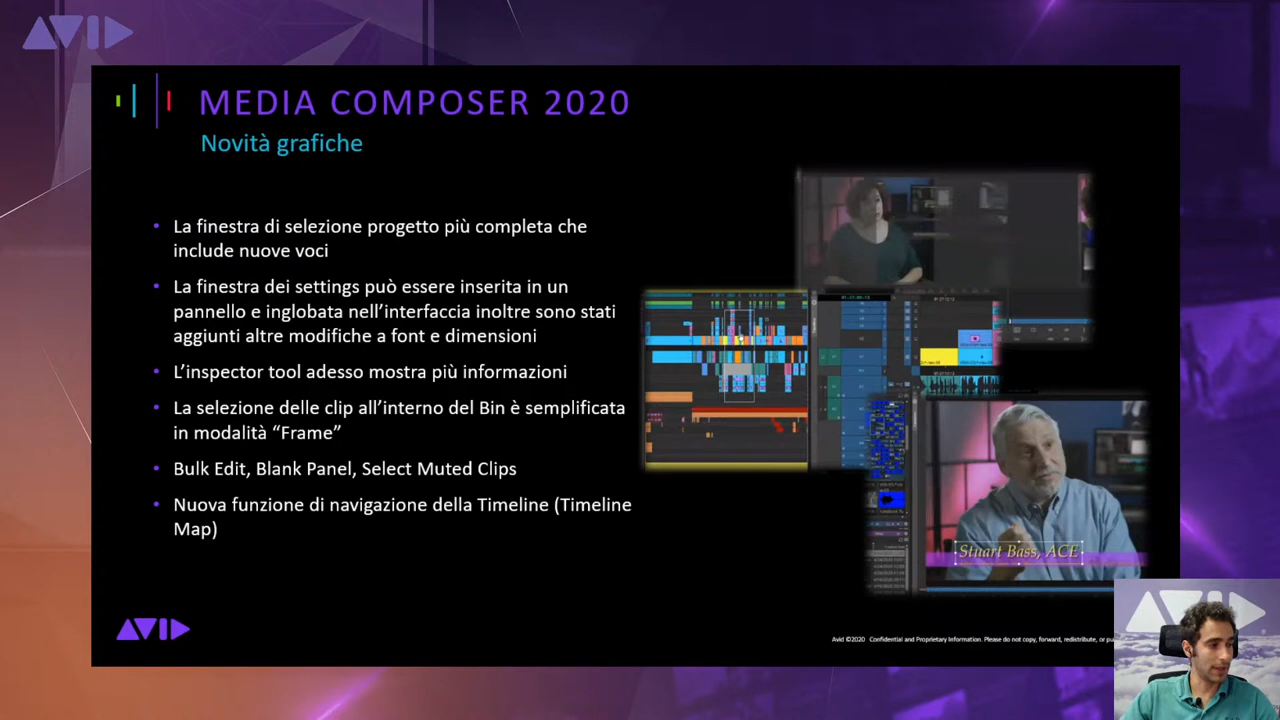 AVID
MEDIA COMPOSER 2020
Novità grafiche
• La finestra di selezione progetto più completa che
include nuove voci
• La finestra dei settings può essere inserita in un
pannello e inglobata nell’interfaccia inoltre sono stati
aggiunti altre modifiche a font e dimensioni
• L’inspector tool adesso mostra più informazioni
• La selezione delle clip all’interno del Bin è semplificata
in modalità “Frame”
• Bulk Edit, Blank Panel, Select Muted Clips
• Nuova funzione di navigazione della Timeline (Timeline
Map)
Stuart Bass, ACE
AVID
Avid ©2020 Confidential and Proprietary Information. Please do not copy, forward, redistribute, or
AVID